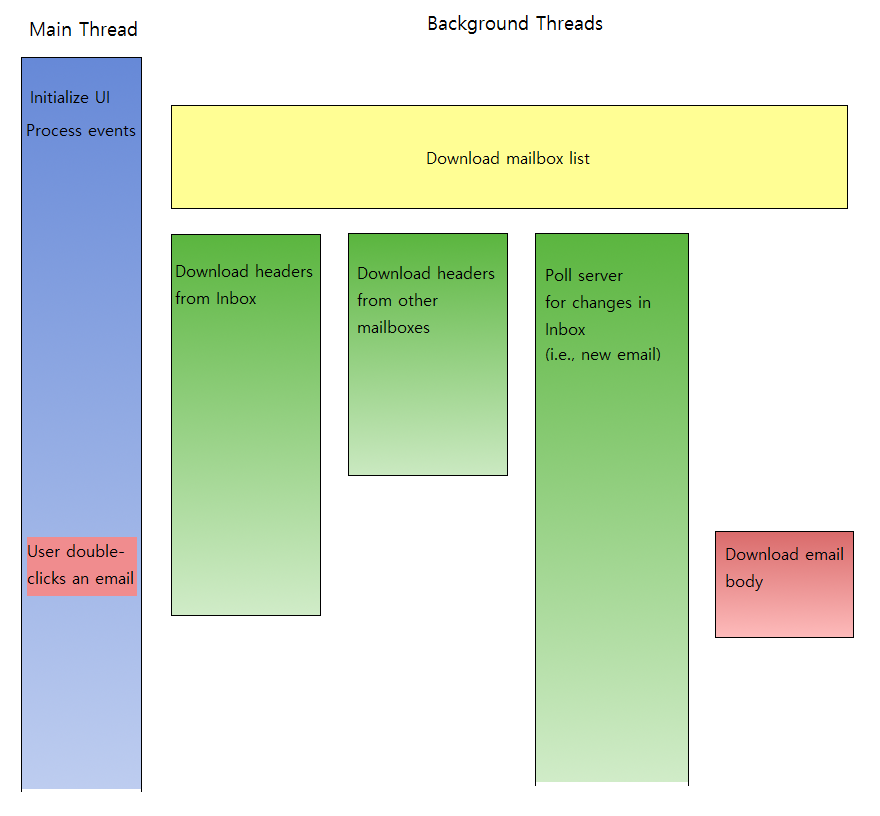 Main Thread
Background Threads
Initialize UI
Process events
Download mailbox list
Download headers
from Inbox
Download headers
from other
mailboxes
Poll server
for changes in
Inbox
(i.e., new email)
User double-
clicks an email
Download email
body